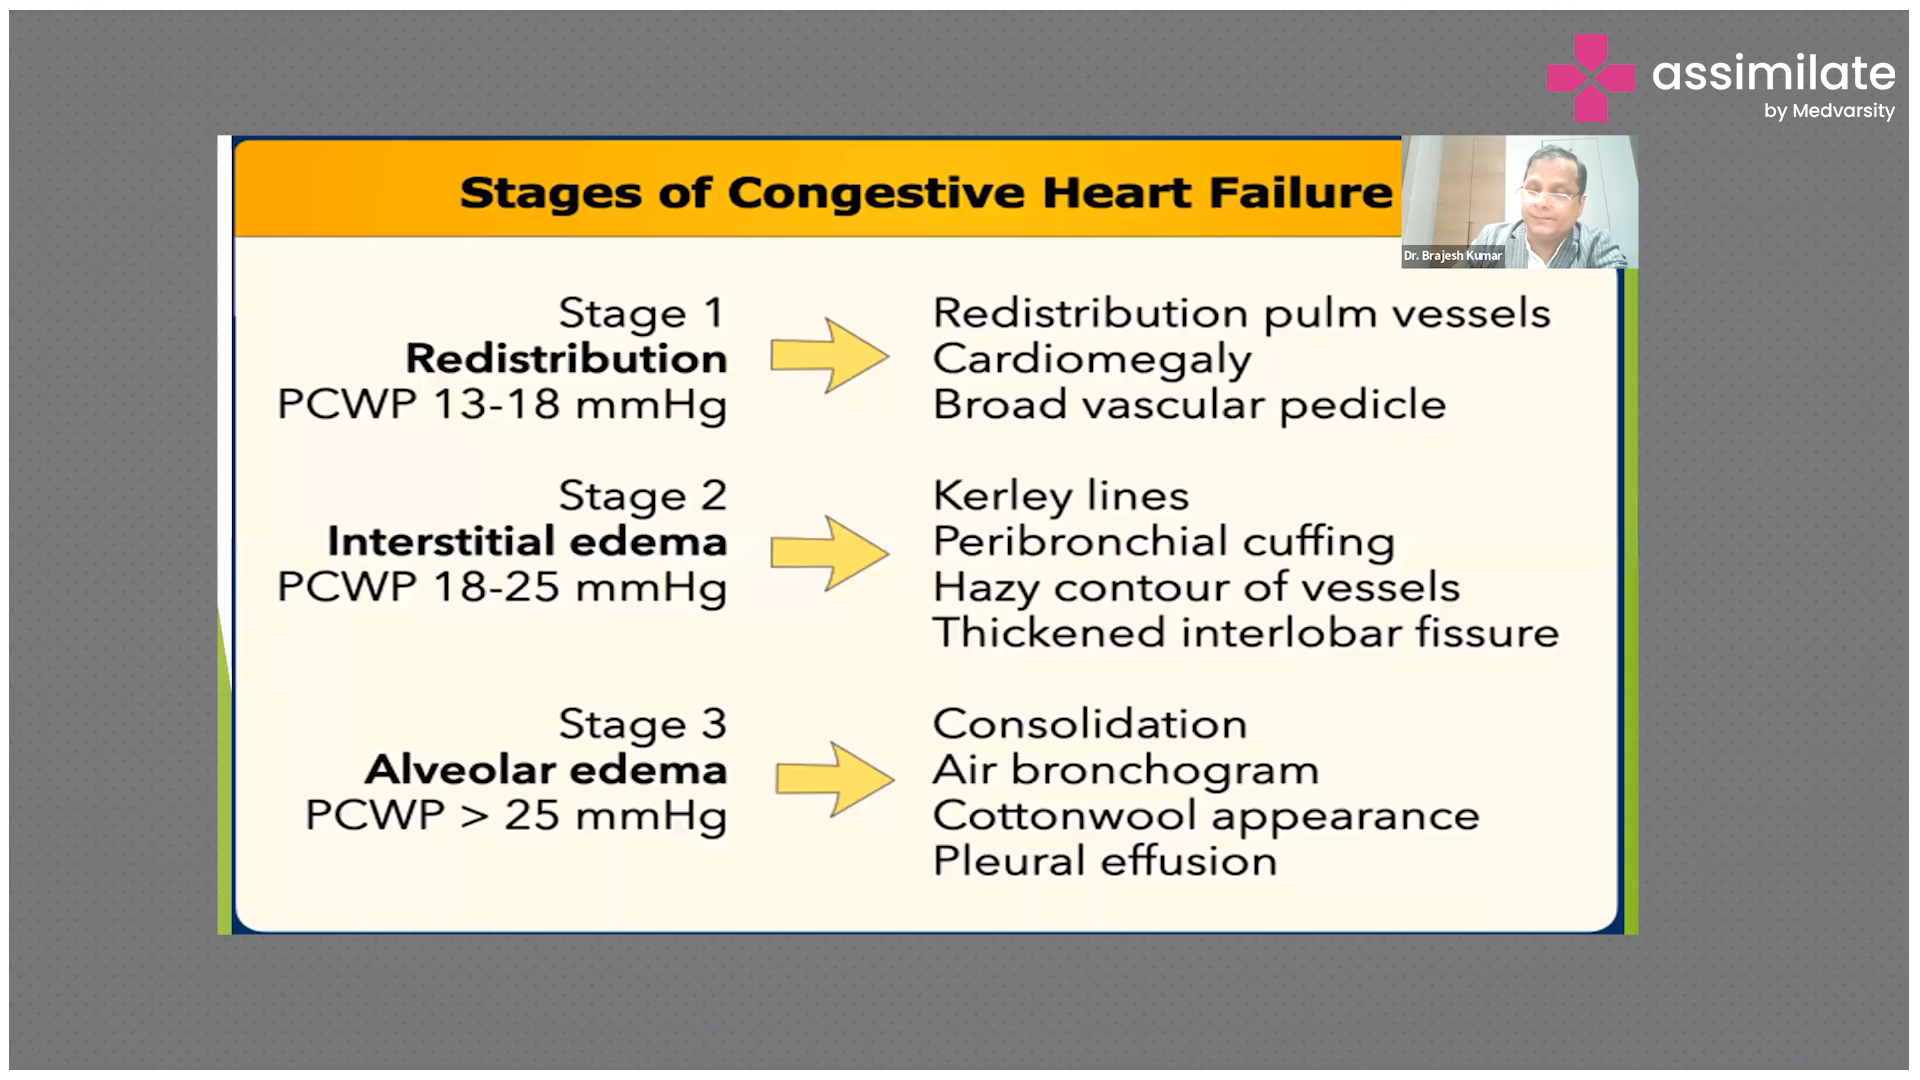 assimilate
by Medvarsity
Stages of Congestive Heart Failure
Dr. Brajesh Kumar
Stage 1
Redistribution
PCWP 13-18 mmHg
Redistribution pulm vessels
Cardiomegaly
Broad vascular pedicle
Stage 2
Interstitial edema
PCWP 18-25 mmHg
Kerley lines
Peribronchial cuffing
Hazy contour of vessels
Thickened interlobar fissure
Stage 3
Alveolar edema
PCWP > 25 mmHg
Consolidation
Air bronchogram
Cottonwool appearance
Pleural effusion